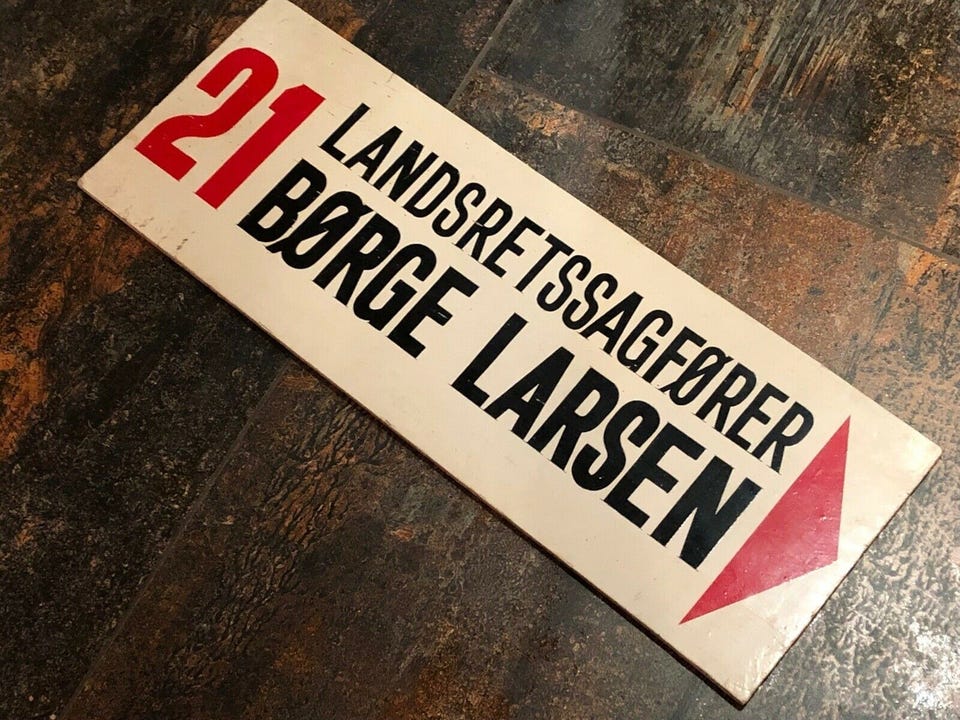 21
LANDSRETSSAGFØRER
BØRGE LARSEN